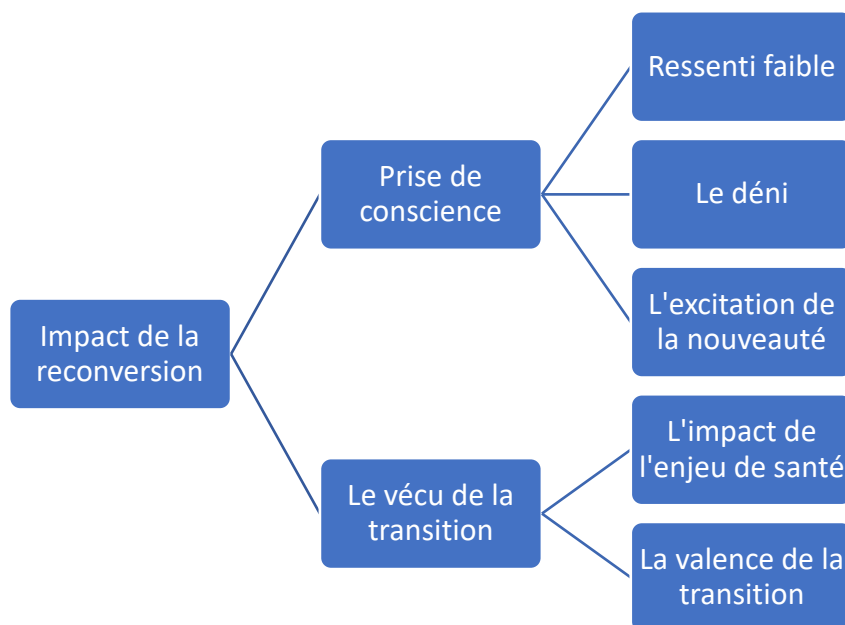 Impact de la
reconversion
Prise de
conscience
Ressenti faible
Le déni
L'excitation de
la nouveauté
Le vécu de la
transition
L'impact de
l'enjeu de santé
La valence de la
transition